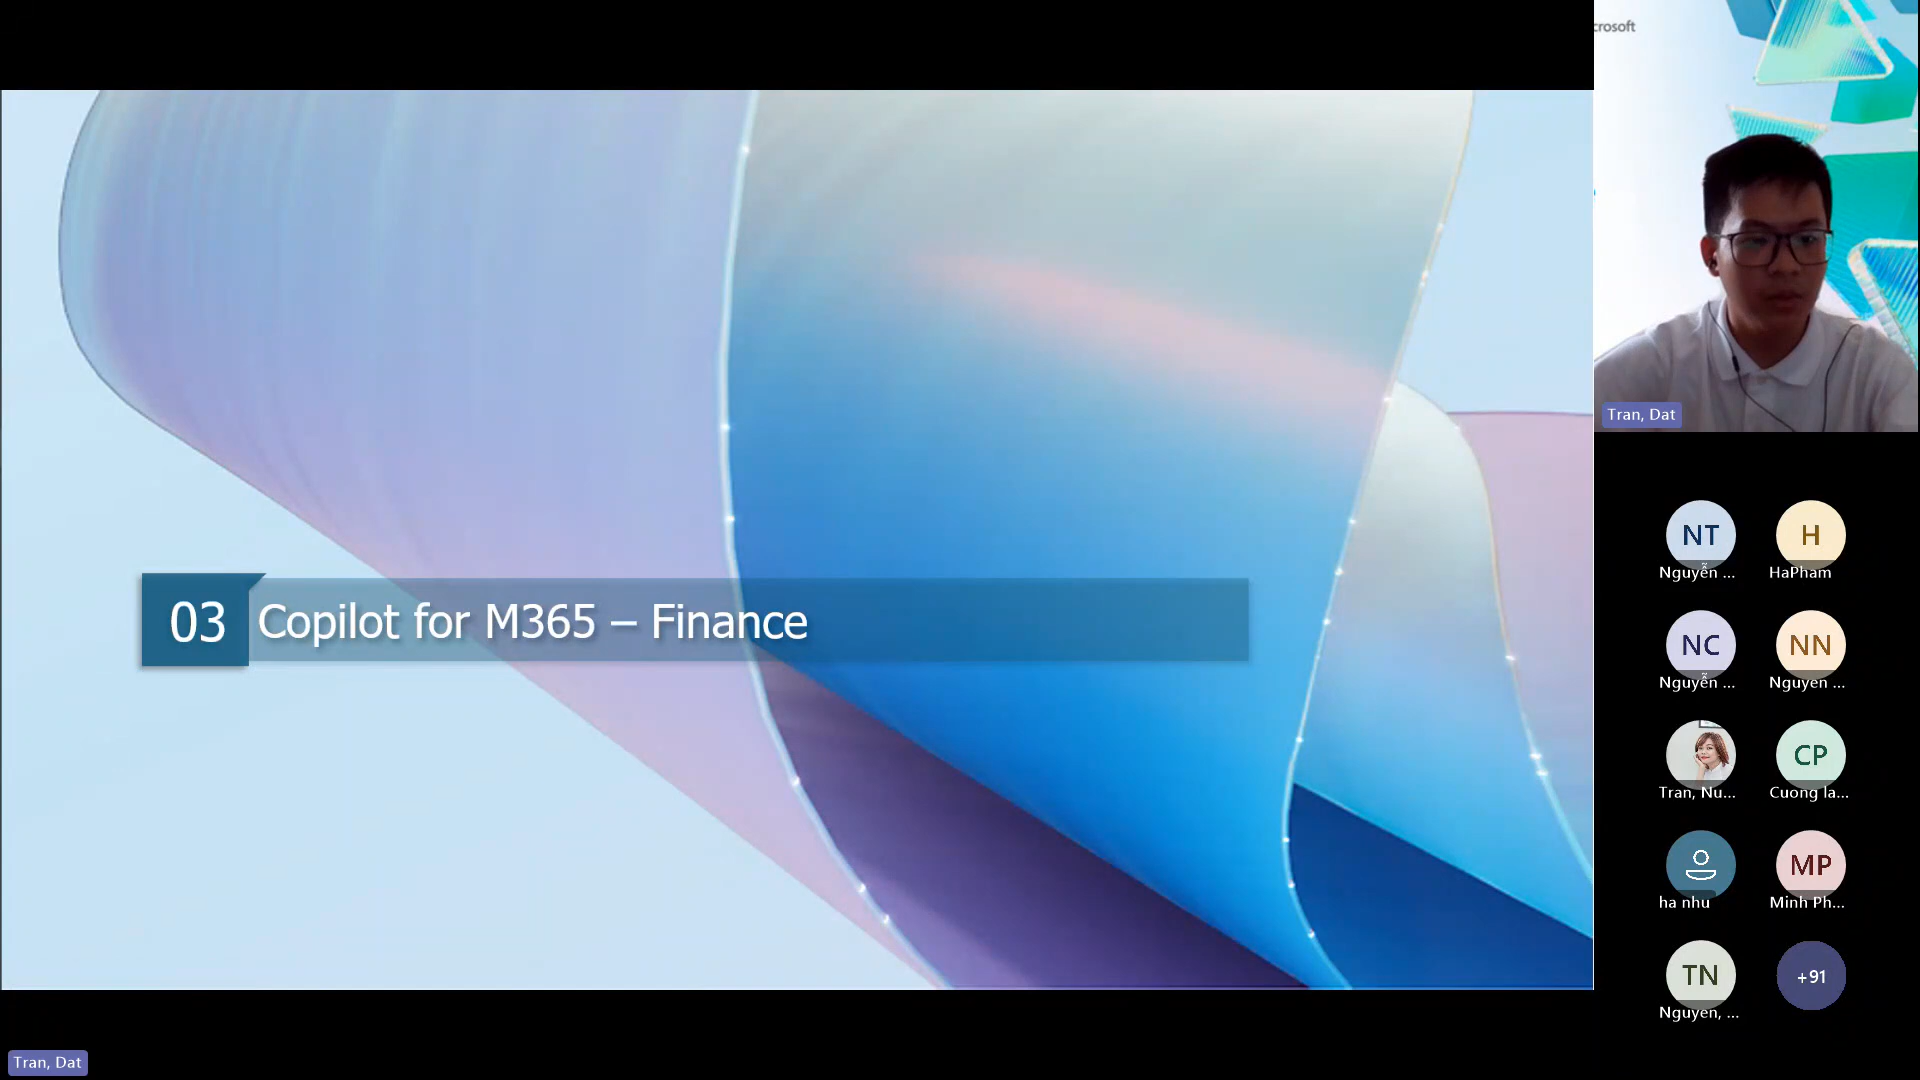 crosoft
03 Copilot for M365 – Finance
Tran, Dat
NT
Nguyễn ...
H
HaPham
NC
Nguyễn ...
NN
Nguyen ...
Tran, Nu...
CP
Cuong la...
ha nhu
MP
Minh Ph...
TN
Nguyen, ...
+91
Tran, Dat